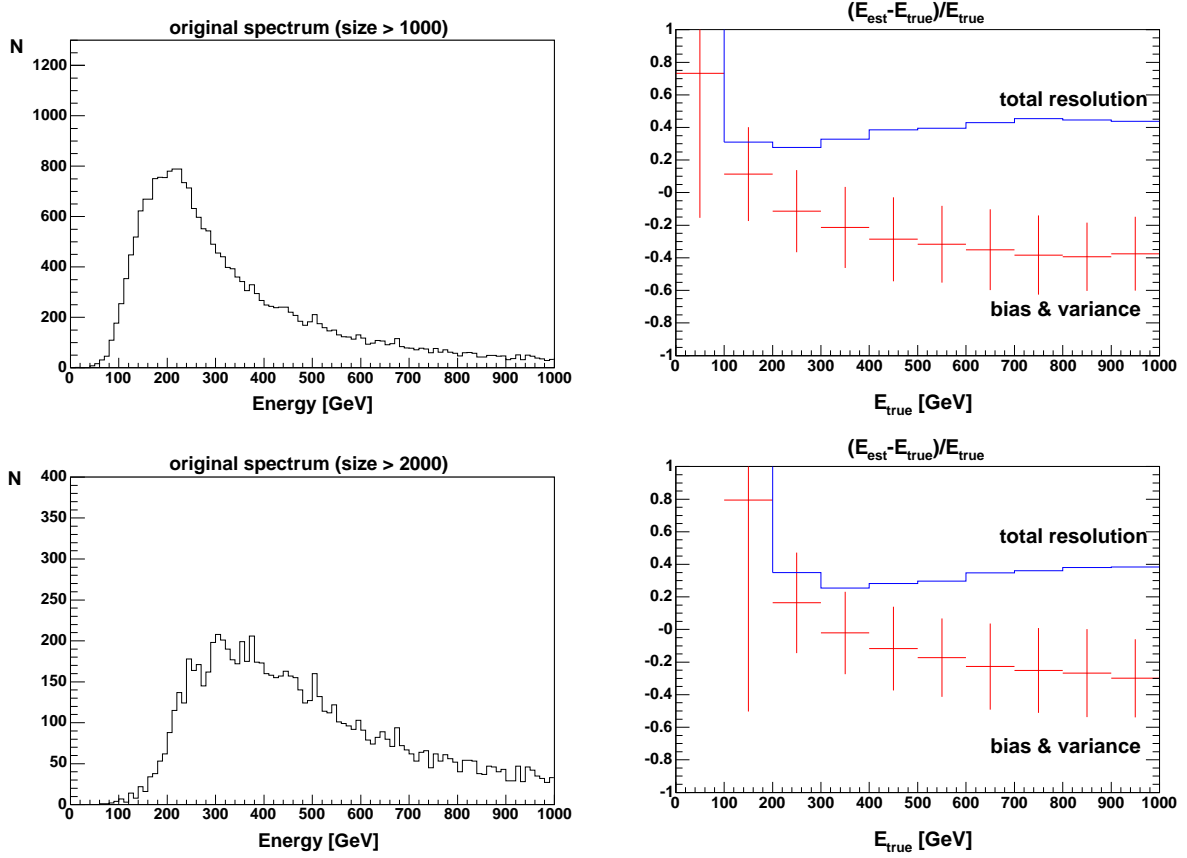 original spectrum (size > 1000)
N
1200
1000
800
600
400
200
0
0 100 200 300 400 500 600 700 800 900 1000
Energy [GeV]
(E_est-E_true)/E_true
1
0.8
0.6
0.4
0.2
-0
-0.2
-0.4
-0.6
-0.8
-1
total resolution
bias & variance
0 100 200 300 400 500 600 700 800 900 1000
E_true [GeV]
original spectrum (size > 2000)
N
400
350
300
250
200
150
100
50
0
0 100 200 300 400 500 600 700 800 900 1000
Energy [GeV]
(E_est-E_true)/E_true
1
0.8
0.6
0.4
0.2
-0
-0.2
-0.4
-0.6
-0.8
-1
total resolution
bias & variance
0 100 200 300 400 500 600 700 800 900 1000
E_true [GeV]